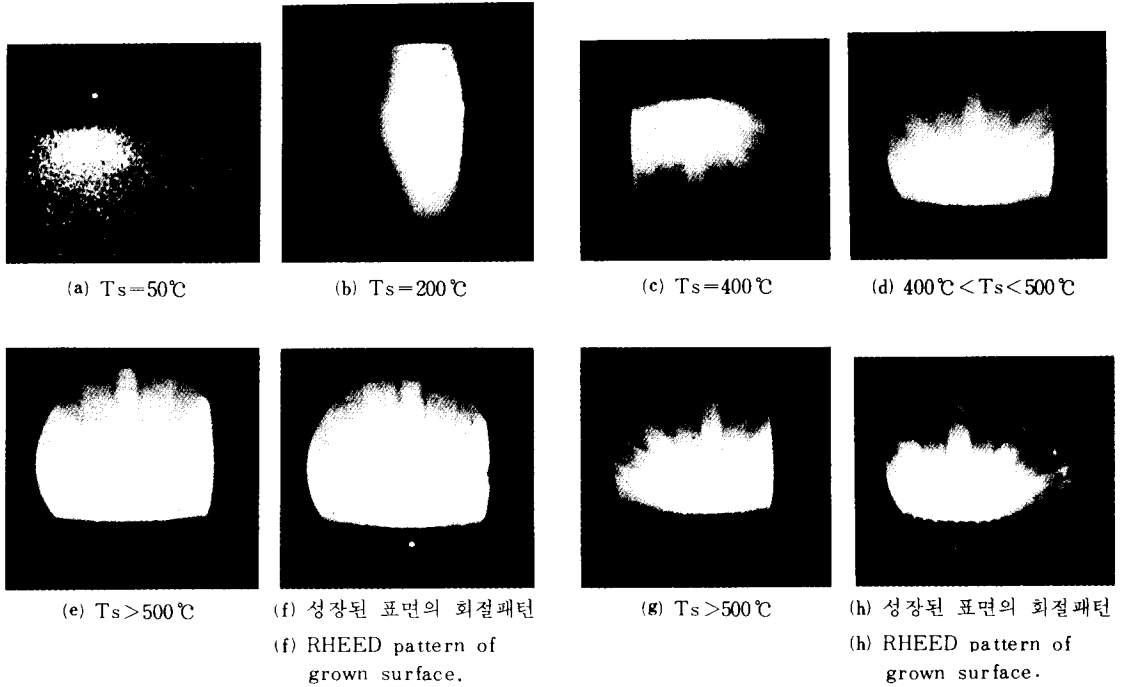 (a) Ts=50℃
(b) Ts=200℃
(c) Ts=400℃
(d) 400℃<Ts<500℃
(e) Ts>500℃
(f) 성장된 표면의 회절패턴
(f) RHEED pattern of
grown surface.
(g) Ts>500℃
(h) 성장된 표면의 회절패턴
(h) RHEED pattern of
grown surface.